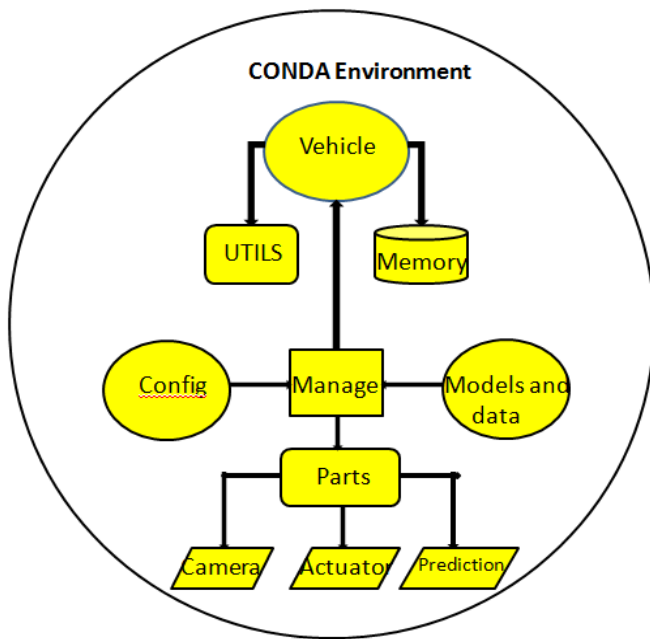 CONDA Environment
Vehicle
UTILS
Memory
Config
Manage
Models and
data
Parts
Camera
Actuator
Prediction